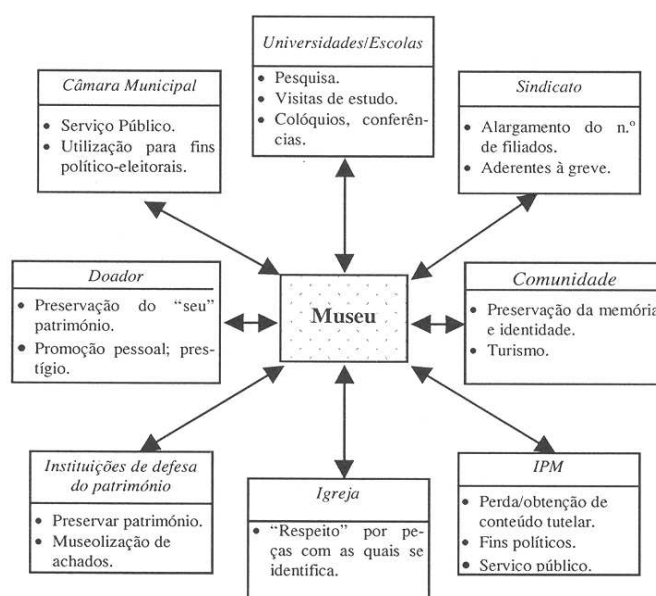 Universidades/Escolas
• Pesquisa.
• Visitas de estudo.
• Colóquios, conferên-
cias.
Câmara Municipal
• Serviço Público.
• Utilização para fins
político-eleitorais.
Sindicato
• Alargamento do n.º
de filiados.
• Aderentes à greve.
Doador
• Preservação do “seu”
património.
• Promoção pessoal; pres-
tígio.
Museu
Comunidade
• Preservação da memória
e identidade.
• Turismo.
Instituições de defesa
do património
• Preservar património.
• Museolização de
achados.
Igreja
• “Respeito” por pe-
ças com as quais se
identifica.
IPM
• Perda/obtenção de
conteúdo tutelar.
• Fins políticos.
• Serviço público.